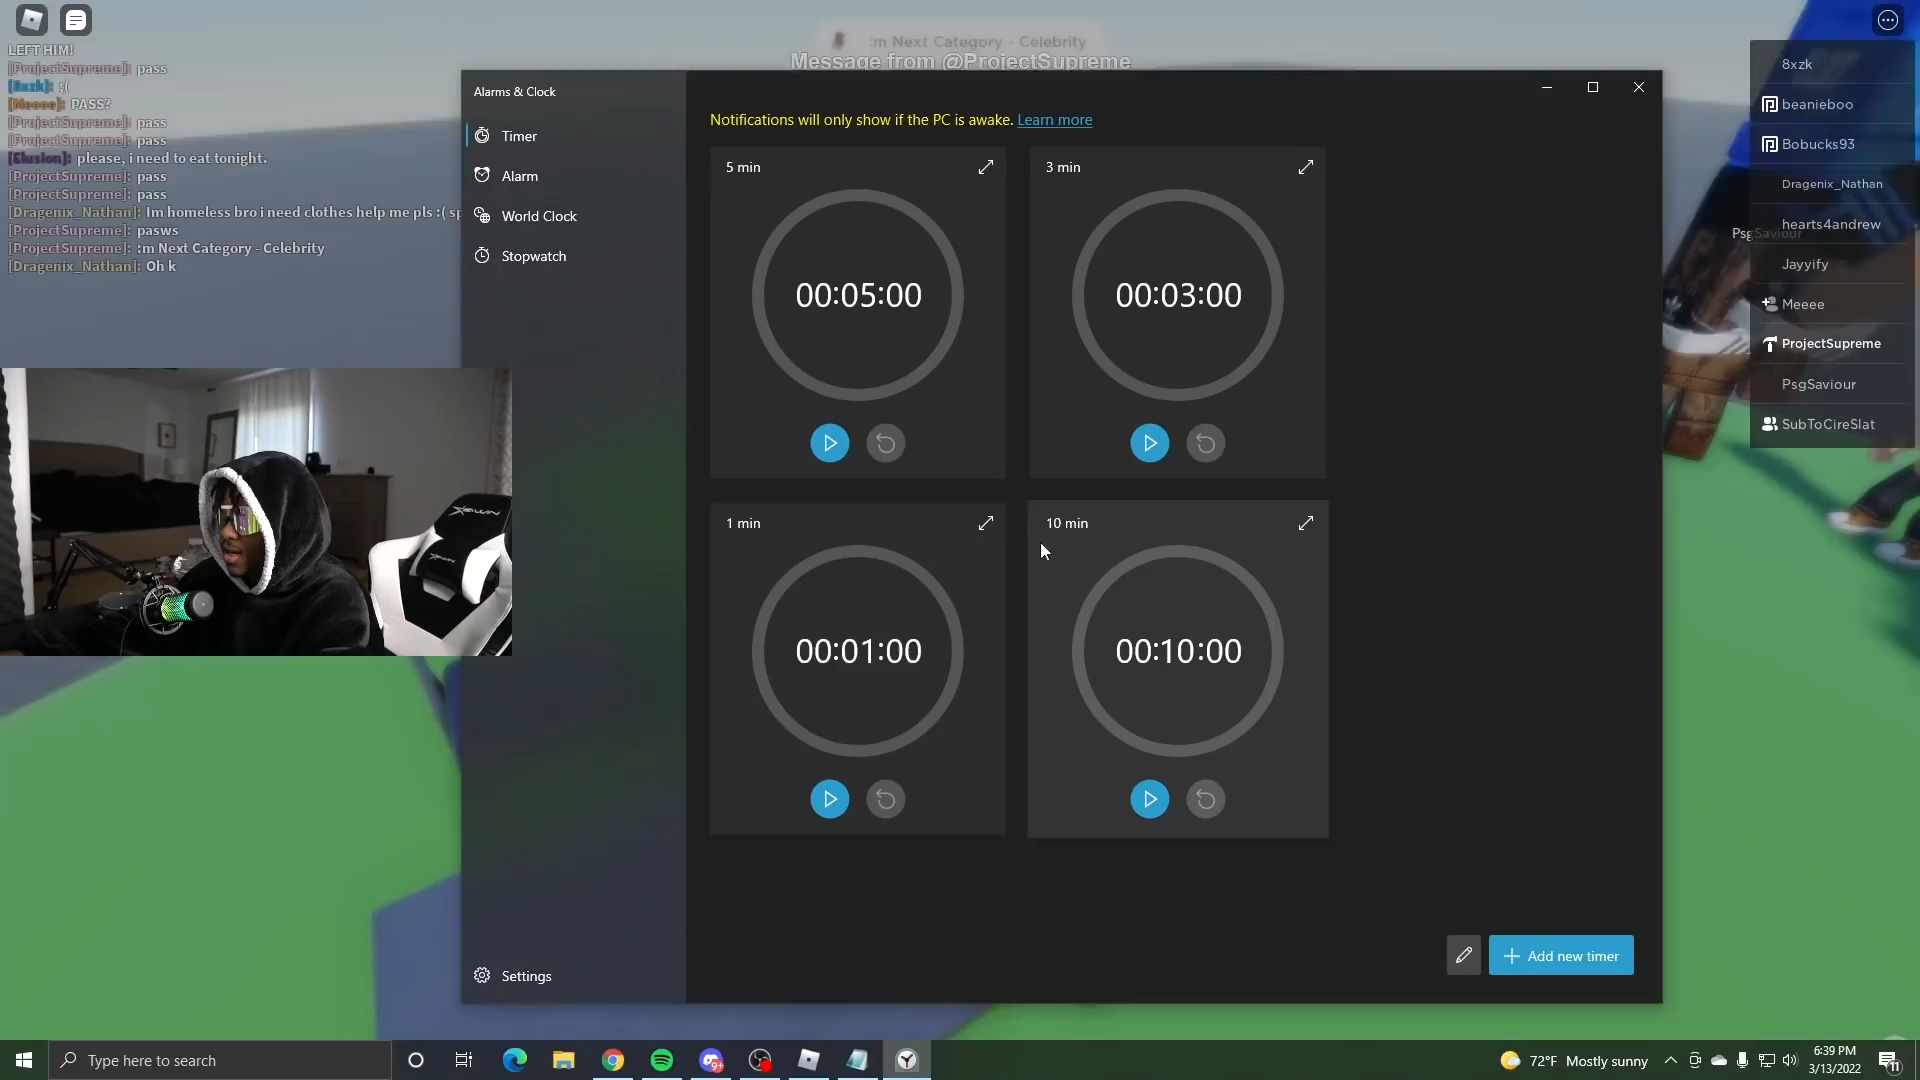 :m Next Category - Celebrity
Message from @ProjectSupreme
LEFT HIM!
[ProjectSupreme]: pass
[8xzk]: :(
[Meeee]: PASS?
[ProjectSupreme]: pass
[ProjectSupreme]: pass
[Elusion]: please, i need to eat tonight.
[ProjectSupreme]: pass
[ProjectSupreme]: pass
[Dragenix_Nathan]: Im homeless bro i need clothes help me pls :( sp
[ProjectSupreme]: pasws
[ProjectSupreme]: :m Next Category - Celebrity
[Dragenix_Nathan]: Oh k
Alarms & Clock
Timer
Alarm
World Clock
Stopwatch
Settings
Notifications will only show if the PC is awake. Learn more
5 min
00:05:00
3 min
00:03:00
1 min
00:01:00
10 min
00:10:00
Add new timer
8xzk
beanieboo
Bobucks93
Dragenix_Nathan
hearts4andrew
PsgSaviour
Jayyify
Meeee
ProjectSupreme
PsgSaviour
SubToCireSlat
Type here to search
9+
72°F Mostly sunny
6:39 PM
3/13/2022
11